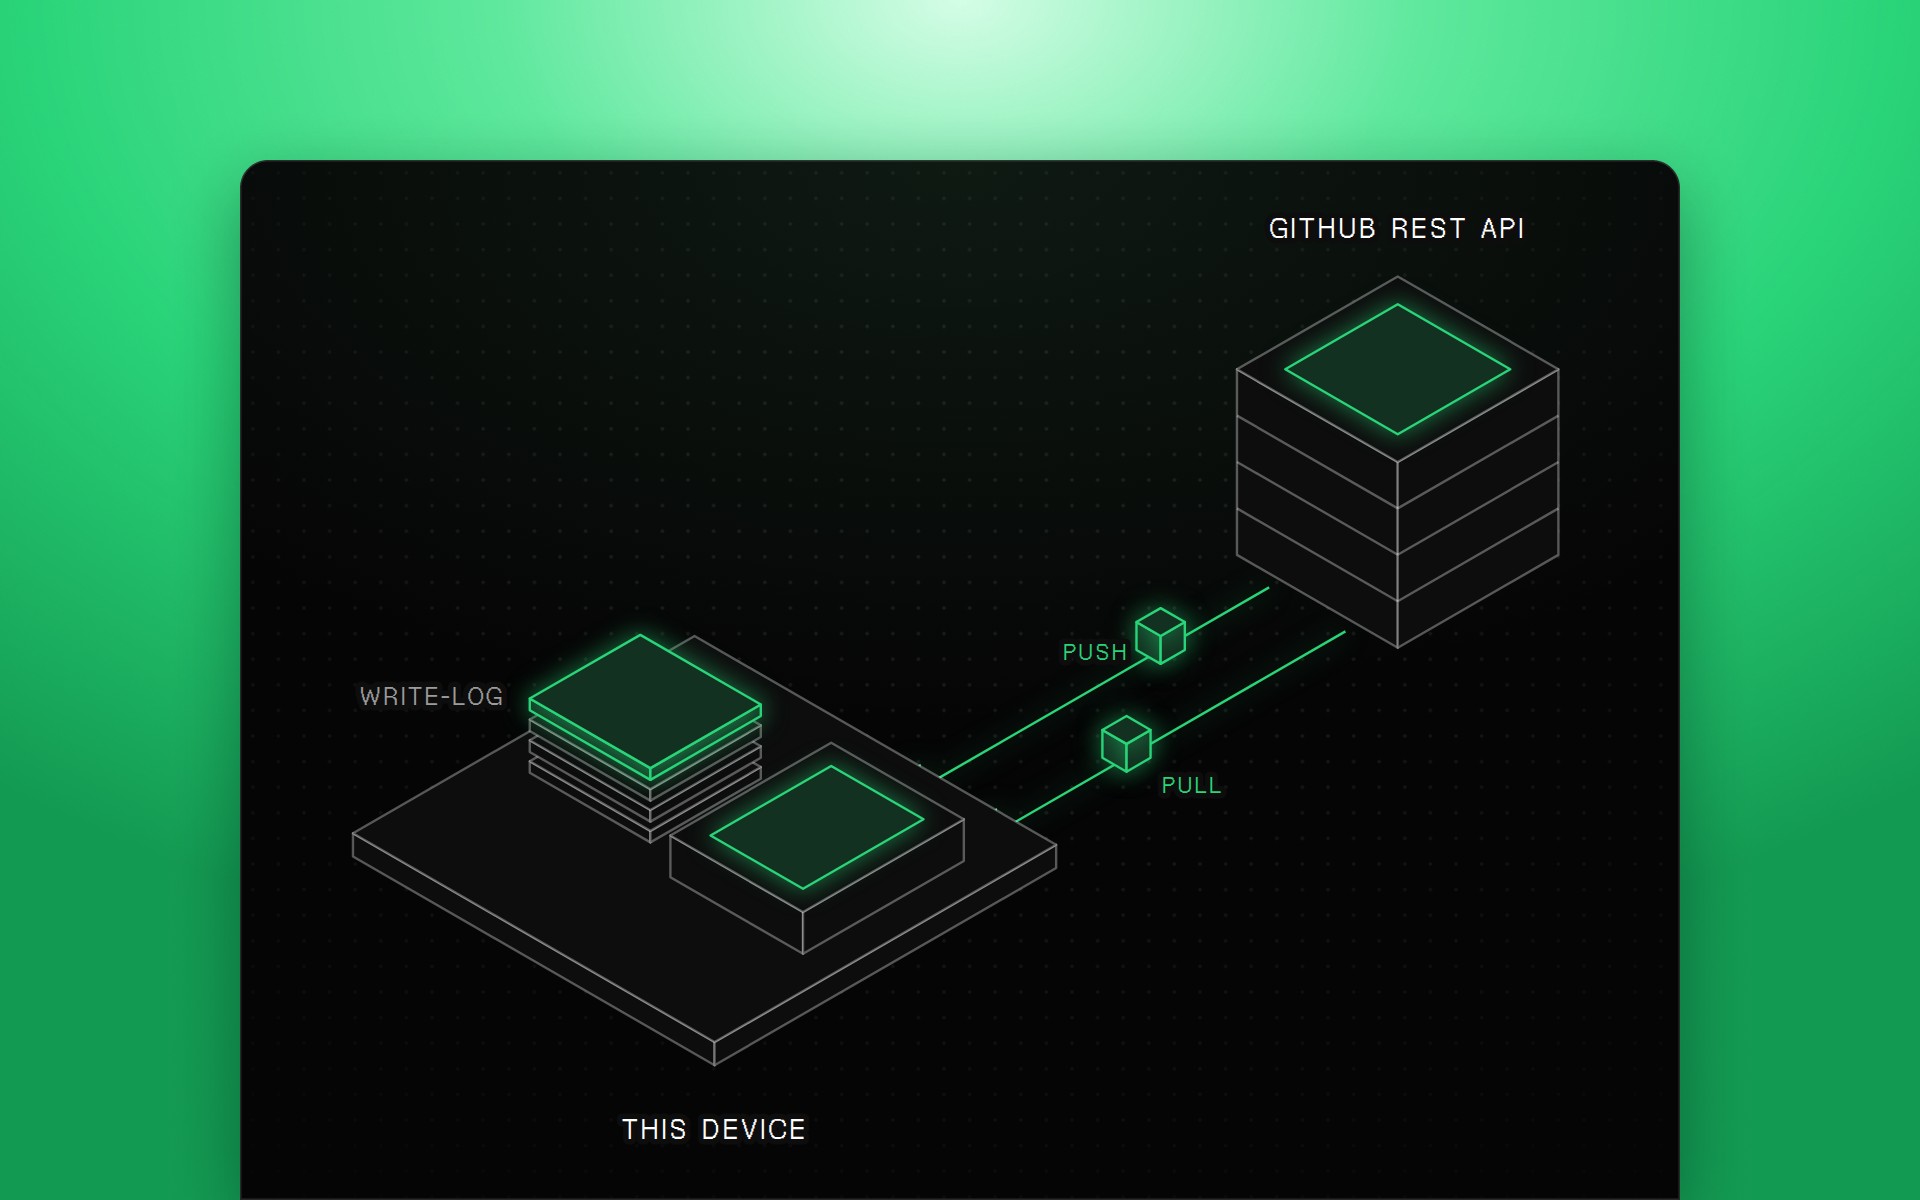 GITHUB REST API
PUSH
WRITE-LOG
PULL
THIS DEVICE